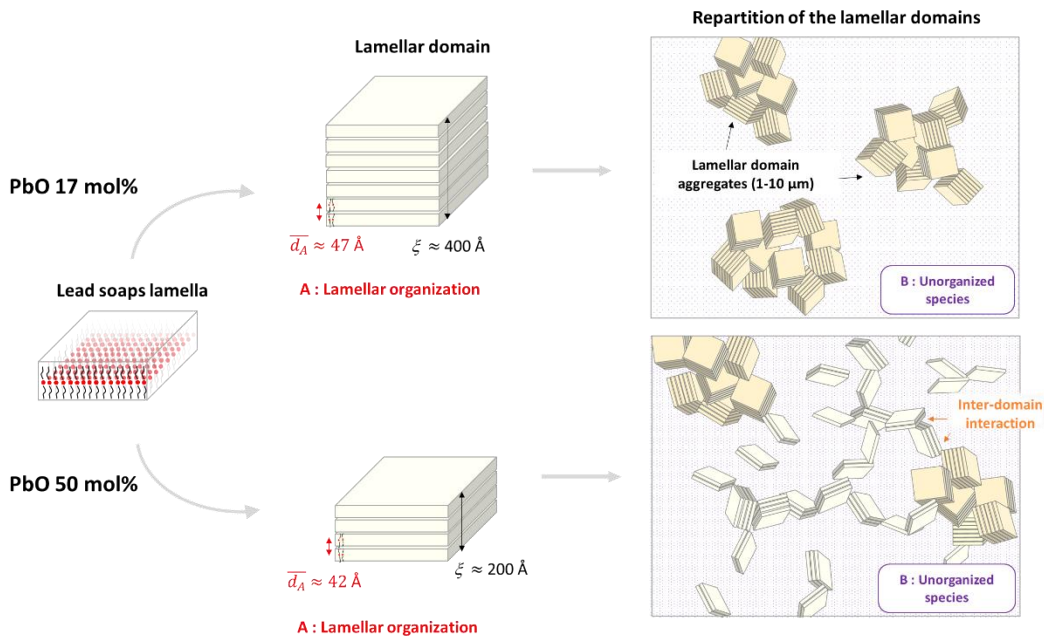 Repartition of the lamellar domains
Lamellar domain
PbO 17 mol%
Lamellar domain
aggregates (1-10 µm)
$\overline{d_A}$ ≈ 47 Å
ξ ≈ 400 Å
A : Lamellar organization
B : Unorganized
species
Lead soaps lamella
Inter-domain
interaction
PbO 50 mol%
$\overline{d_A}$ ≈ 42 Å
ξ ≈ 200 Å
A : Lamellar organization
B : Unorganized
species